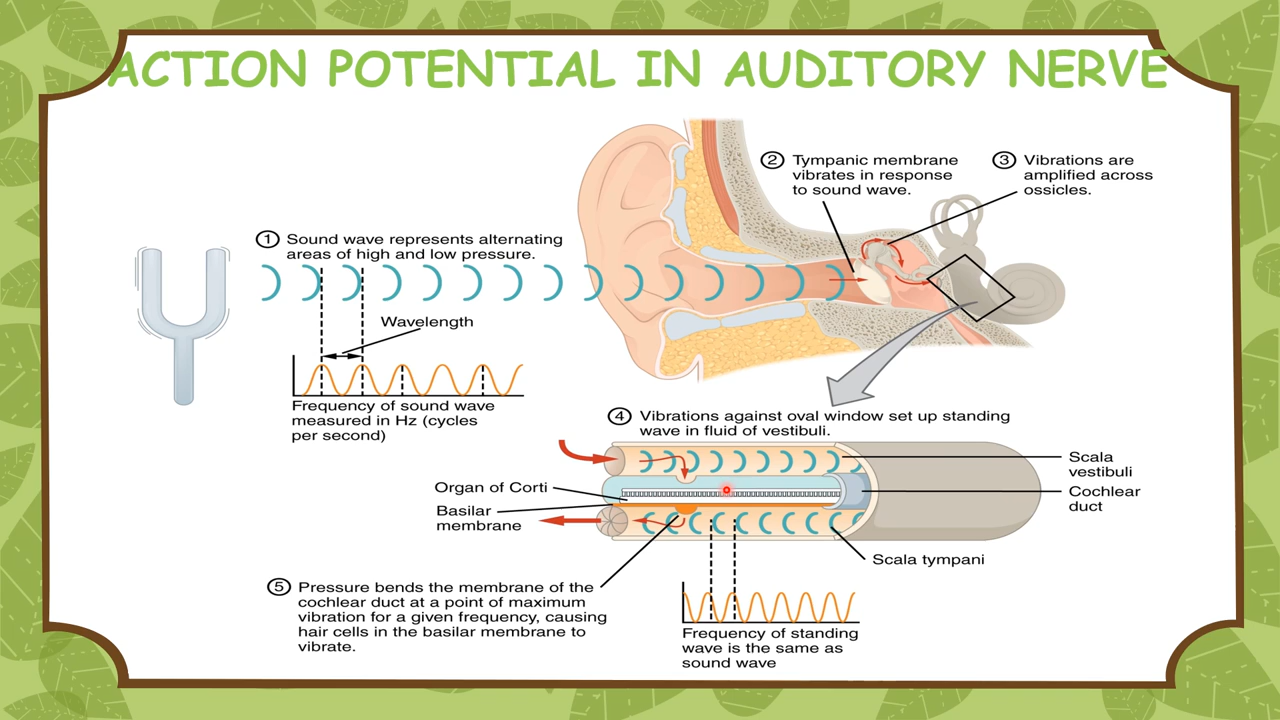 ACTION POTENTIAL IN AUDITORY NERVE
② Tympanic membrane
vibrates in response
to sound wave.
③ Vibrations are
amplified across
ossicles.
① Sound wave represents alternating
areas of high and low pressure.
Wavelength
Frequency of sound wave
measured in Hz (cycles
per second)
④ Vibrations against oval window set up standing
wave in fluid of vestibuli.
Scala
vestibuli
Cochlear
duct
Organ of Corti
Basilar
membrane
Scala tympani
⑤ Pressure bends the membrane of the
cochlear duct at a point of maximum
vibration for a given frequency, causing
hair cells in the basilar membrane to
vibrate.
Frequency of standing
wave is the same as
sound wave